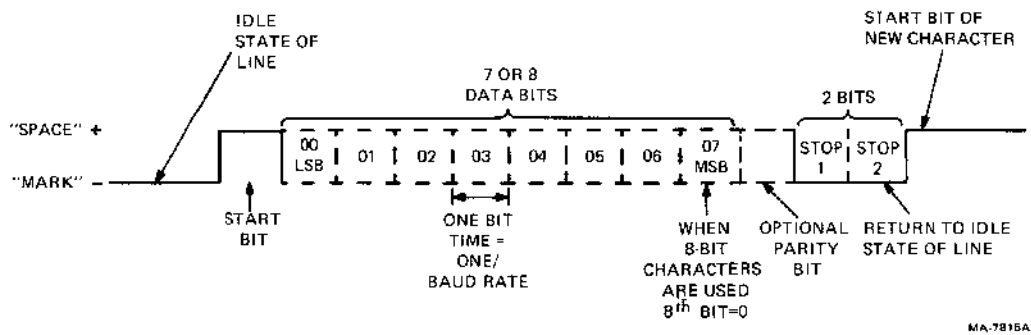 IDLE
STATE OF
LINE
START BIT OF
NEW CHARACTER
7 OR 8
DATA BITS
2 BITS
"SPACE" +
"MARK" –
00
LSB
01
02
03
04
05
06
07
MSB
STOP
1
STOP
2
START
BIT
ONE BIT
TIME =
ONE/
BAUD RATE
WHEN
8-BIT
CHARACTERS
ARE USED
8th BIT=0
OPTIONAL
PARITY
BIT
RETURN TO IDLE
STATE OF LINE
MA-7815A